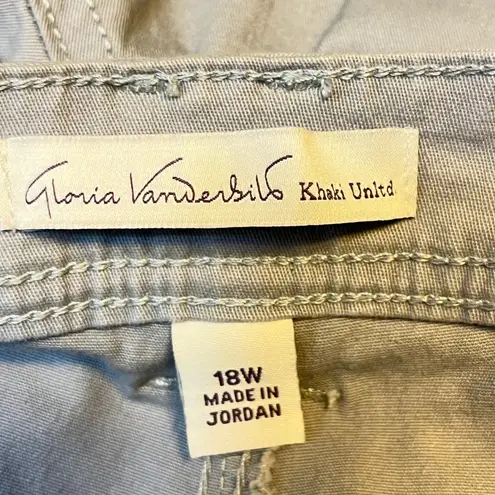 Gloria Vanderbilt Khaki Unltd.
18W
MADE IN
JORDAN